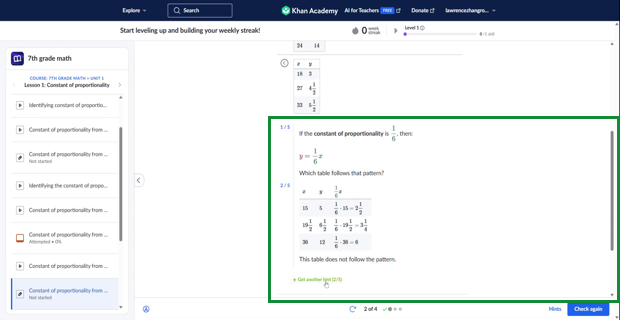 Explore
Search
Khan Academy
AI for Teachers FREE
Donate
lawrence.zhangro...
Start leveling up and building your weekly streak!
0 week streak
Level 1
0 / 1 skill
7th grade math
COURSE: 7TH GRADE MATH > UNIT 1
Lesson 1: Constant of proportionality
Identifying constant of proportio...
Constant of proportionality from ...
Constant of proportionality from ...
Not started
Identifying the constant of propo...
Constant of proportionality from ...
Constant of proportionality from ...
Attempted • 0%
Constant of proportionality from ...
Constant of proportionality from ...
Not started
24 14
C
x y
18 3
27 4 1/2
33 5 1/2
1 / 5
If the constant of proportionality is 1/6, then:
y = 1/6 x
Which table follows that pattern?
2 / 5
x y 1/6 x
15 5 1/6 · 15 = 2 1/2
19 1/2 6 1/2 1/6 · 19 1/2 = 3 1/4
36 12 1/6 · 36 = 6
This table does not follow the pattern.
+ Get another hint (2/5)
2 of 4
Hints
Check again